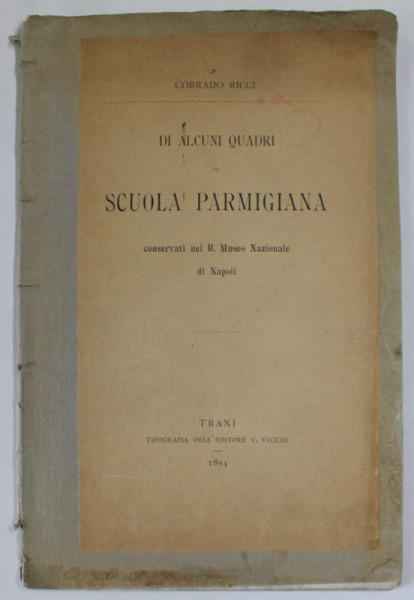 CORRADO RICCI
DI ALCUNI QUADRI
DI
SCUOLA PARMIGIANA
conservati nel R. Museo Nazionale
di Napoli
TRANI
TIPOGRAFIA DELL'EDITORE V. VECCHI
1894